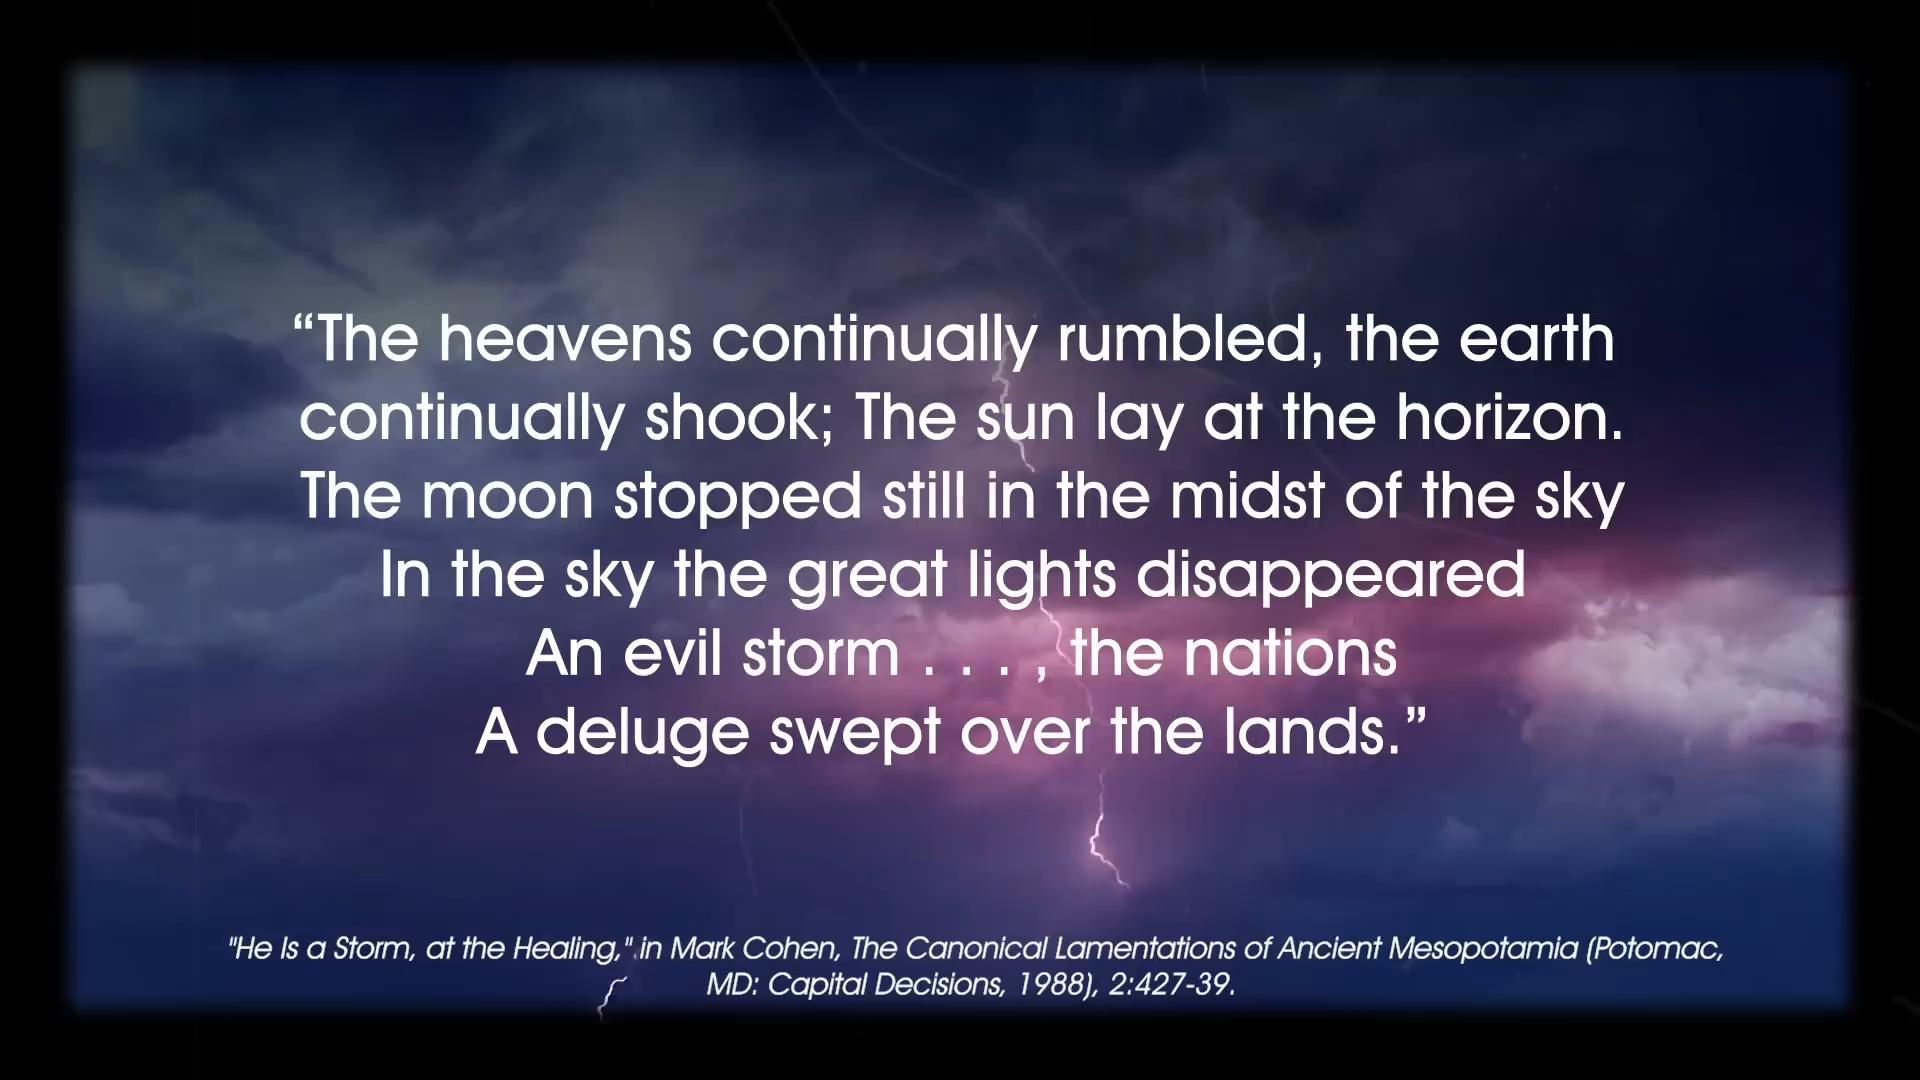 “The heavens continually rumbled, the earth
continually shook; The sun lay at the horizon.
The moon stopped still in the midst of the sky
In the sky the great lights disappeared
An evil storm . . . , the nations
A deluge swept over the lands.”
"He Is a Storm, at the Healing," in Mark Cohen, The Canonical Lamentations of Ancient Mesopotamia (Potomac,
MD: Capital Decisions, 1988), 2:427-39.